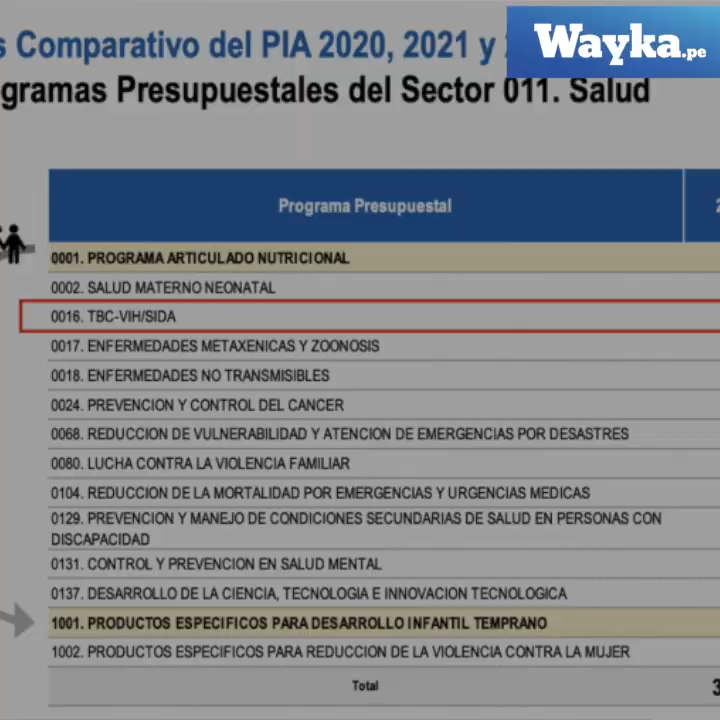 s Comparativo del PIA 2020, 2021 y
Wayka.pe
gramas Presupuestales del Sector 011. Salud
Programa Presupuestal
0001. PROGRAMA ARTICULADO NUTRICIONAL
0002. SALUD MATERNO NEONATAL
0016. TBC-VIH/SIDA
0017. ENFERMEDADES METAXENICAS Y ZOONOSIS
0018. ENFERMEDADES NO TRANSMISIBLES
0024. PREVENCION Y CONTROL DEL CANCER
0068. REDUCCION DE VULNERABILIDAD Y ATENCION DE EMERGENCIAS POR DESASTRES
0080. LUCHA CONTRA LA VIOLENCIA FAMILIAR
0104. REDUCCION DE LA MORTALIDAD POR EMERGENCIAS Y URGENCIAS MEDICAS
0129. PREVENCION Y MANEJO DE CONDICIONES SECUNDARIAS DE SALUD EN PERSONAS CON
DISCAPACIDAD
0131. CONTROL Y PREVENCION EN SALUD MENTAL
0137. DESARROLLO DE LA CIENCIA, TECNOLOGIA E INNOVACION TECNOLOGICA
1001. PRODUCTOS ESPECIFICOS PARA DESARROLLO INFANTIL TEMPRANO
1002. PRODUCTOS ESPECIFICOS PARA REDUCCION DE LA VIOLENCIA CONTRA LA MUJER
Total 3